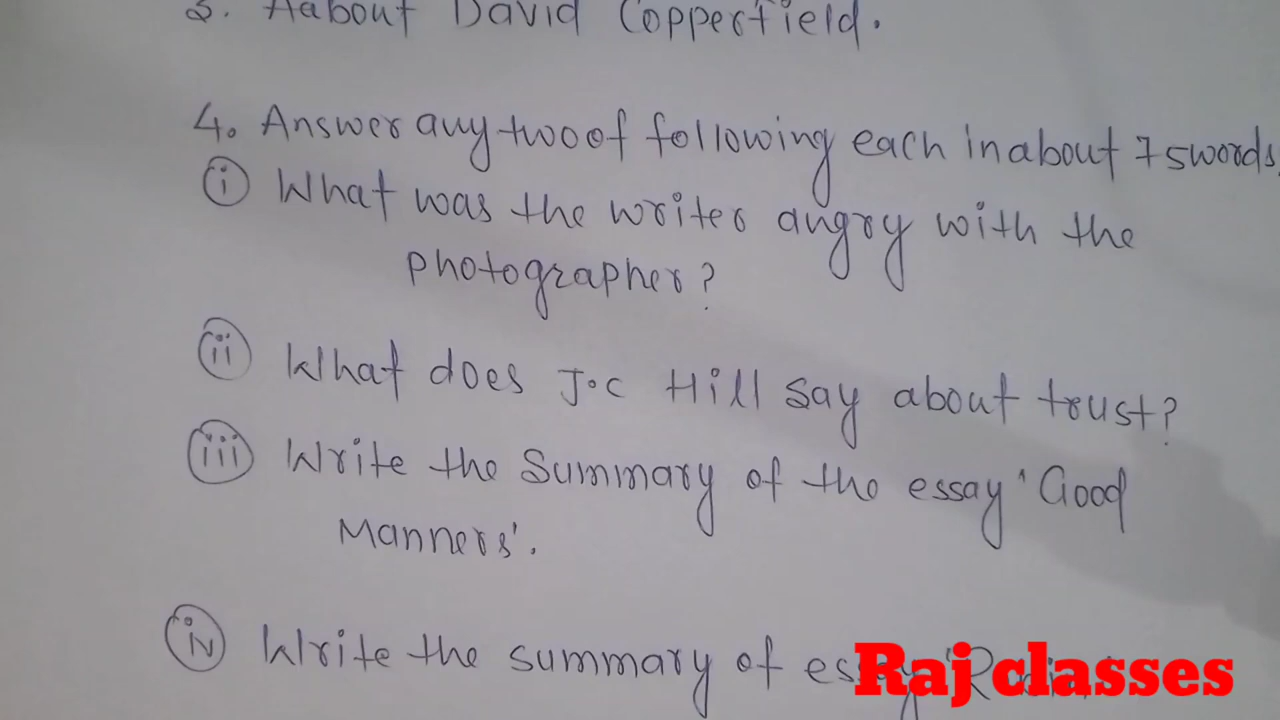 3. Aabout David Copperfield.
4. Answer any two of following each in about 75 words.
(i) What was the writer angry with the
photographer?
(ii) What does J.C Hill say about trust?
(iii) Write the Summary of the essay 'Good
Manners'.
(iv) Write the summary of essay
Raj classes